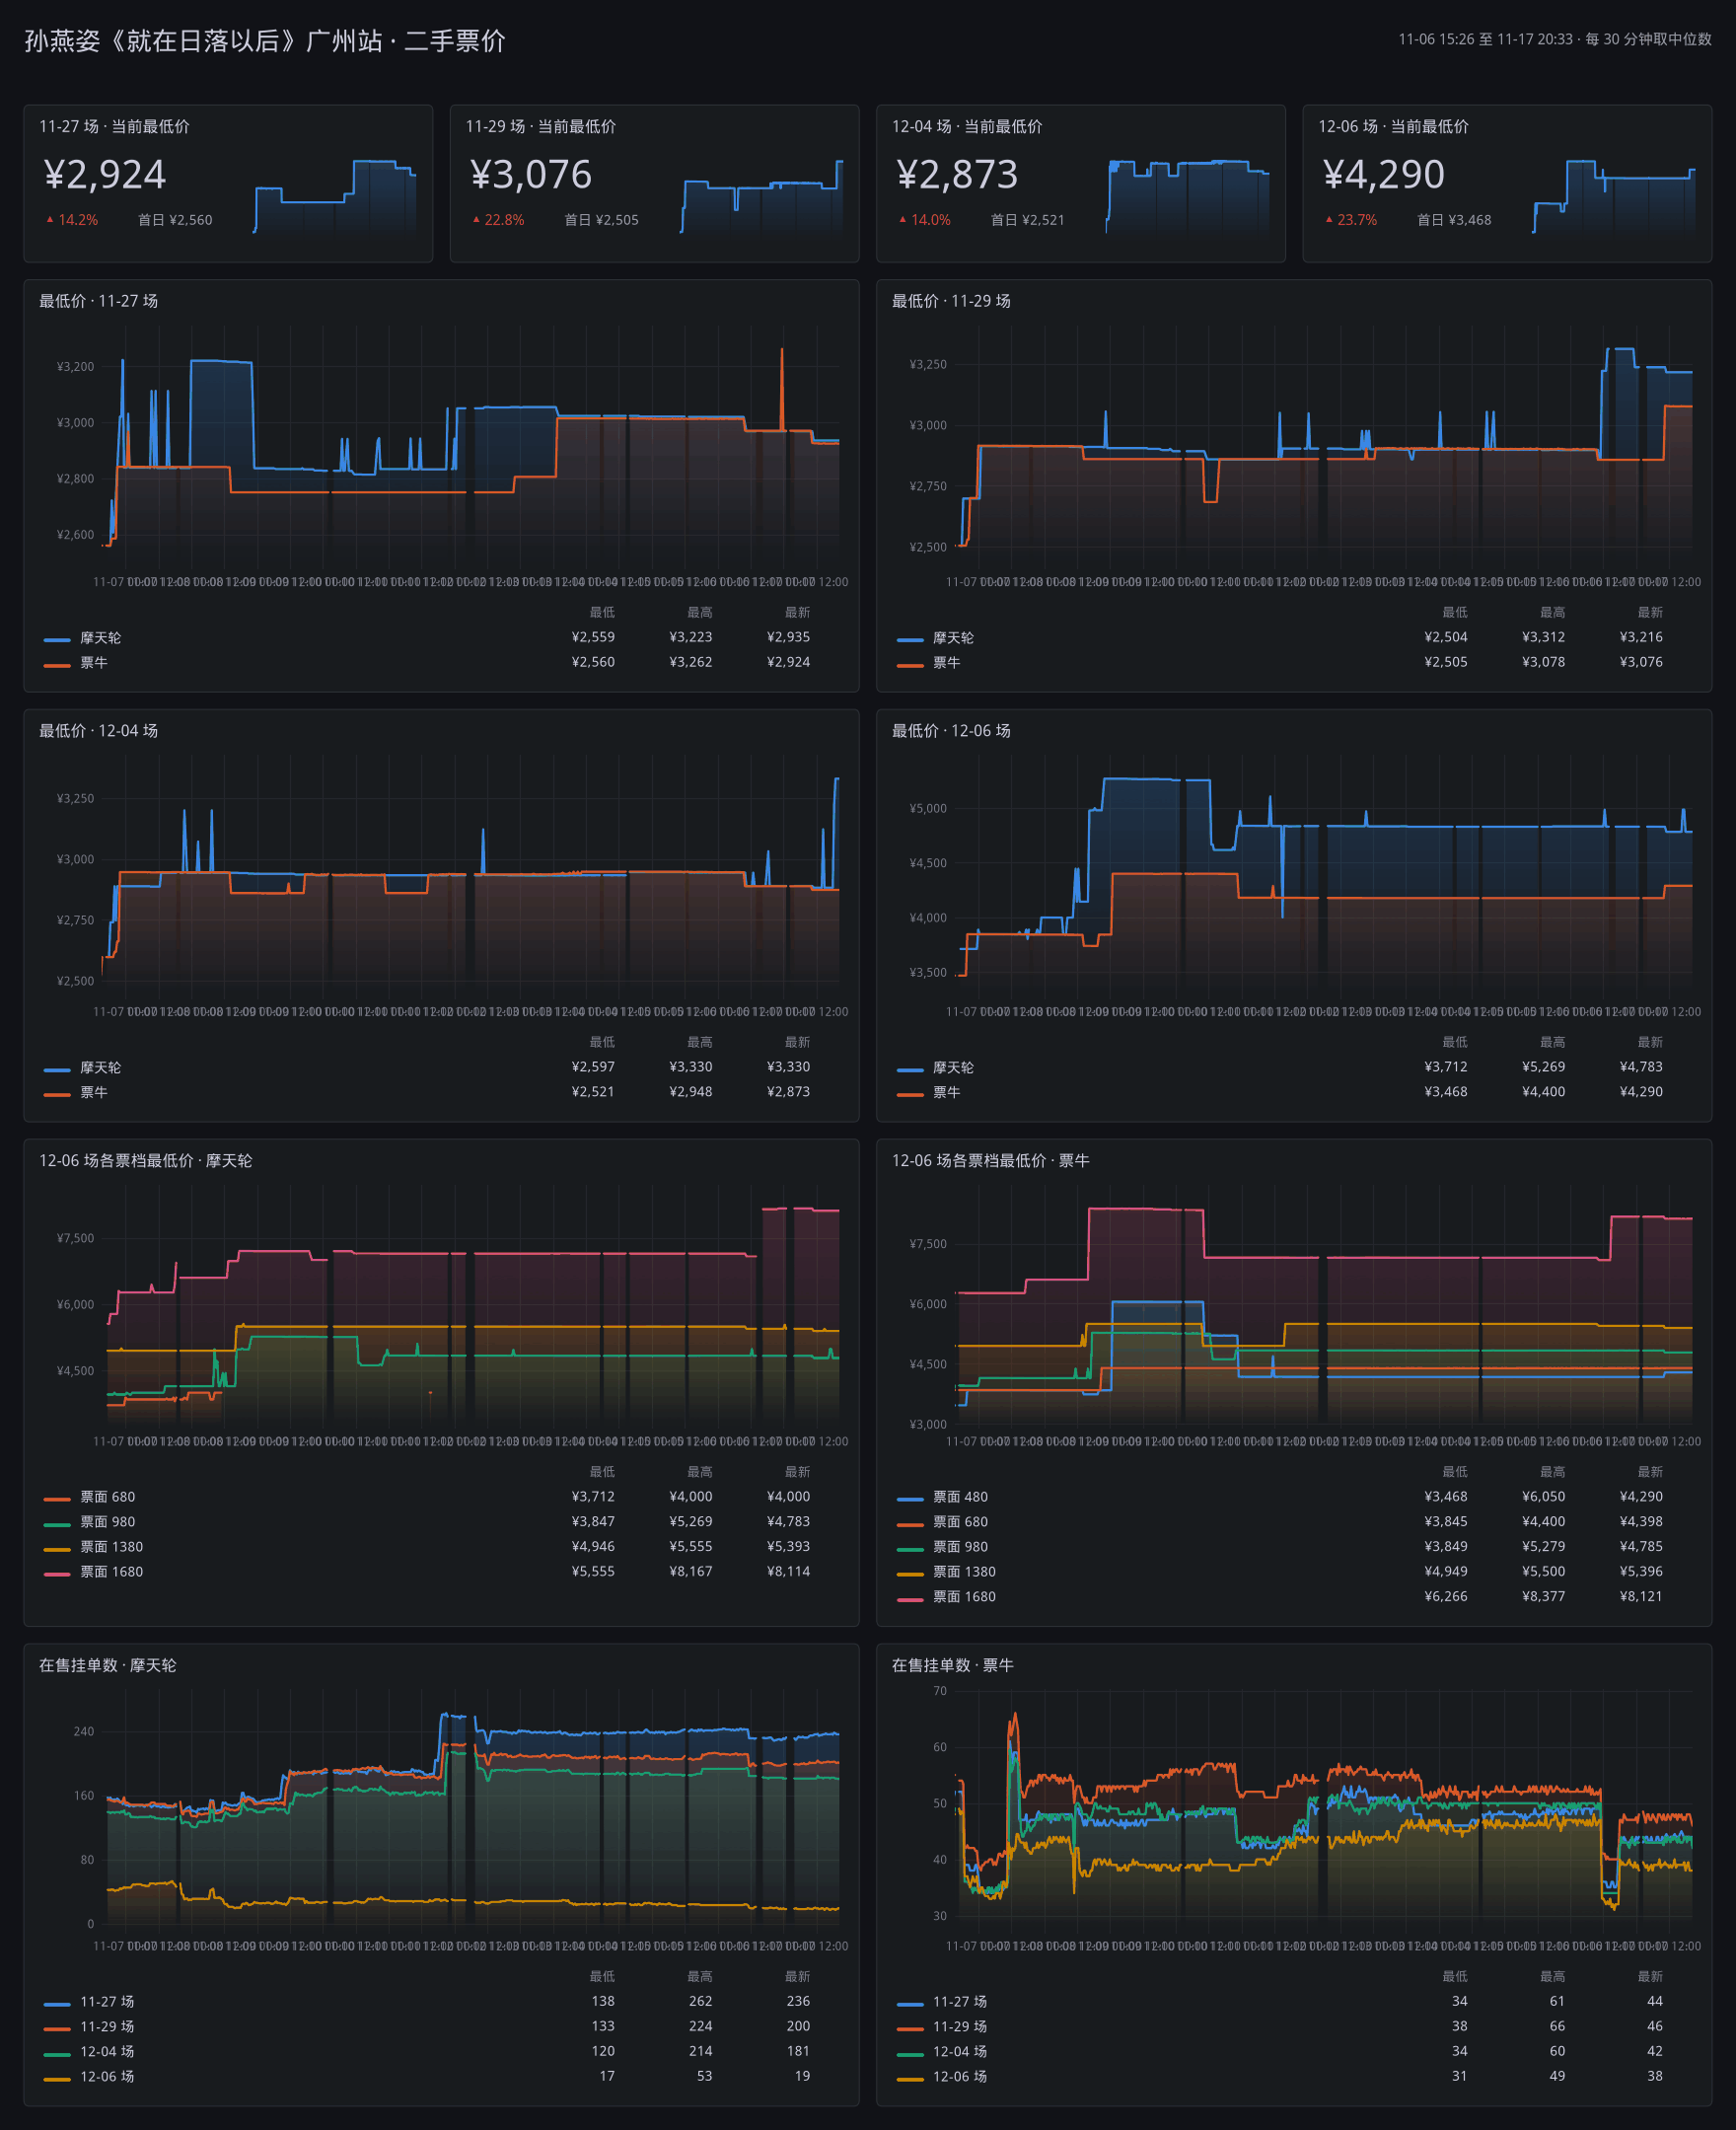 孙燕姿《就在日落以后》广州站 · 二手票价
11-06 15:26 至 11-17 20:33 · 每 30 分钟取中位数
11-27 场 · 当前最低价
¥2,924
▲ 14.2% 首日 ¥2,560
11-29 场 · 当前最低价
¥3,076
▲ 22.8% 首日 ¥2,505
12-04 场 · 当前最低价
¥2,873
▲ 14.0% 首日 ¥2,521
12-06 场 · 当前最低价
¥4,290
▲ 23.7% 首日 ¥3,468
最低价 · 11-27 场
¥3,200
¥3,000
¥2,800
¥2,600
最低 最高 最新
摩天轮 ¥2,559 ¥3,223 ¥2,935
票牛 ¥2,560 ¥3,262 ¥2,924
最低价 · 11-29 场
¥3,250
¥3,000
¥2,750
¥2,500
最低 最高 最新
摩天轮 ¥2,504 ¥3,312 ¥3,216
票牛 ¥2,505 ¥3,078 ¥3,076
最低价 · 12-04 场
¥3,250
¥3,000
¥2,750
¥2,500
最低 最高 最新
摩天轮 ¥2,597 ¥3,330 ¥3,330
票牛 ¥2,521 ¥2,948 ¥2,873
最低价 · 12-06 场
¥5,000
¥4,500
¥4,000
¥3,500
最低 最高 最新
摩天轮 ¥3,712 ¥5,269 ¥4,783
票牛 ¥3,468 ¥4,400 ¥4,290
12-06 场各票档最低价 · 摩天轮
¥7,500
¥6,000
¥4,500
最低 最高 最新
票面 680 ¥3,712 ¥4,000 ¥4,000
票面 980 ¥3,847 ¥5,269 ¥4,783
票面 1380 ¥4,946 ¥5,555 ¥5,393
票面 1680 ¥5,555 ¥8,167 ¥8,114
12-06 场各票档最低价 · 票牛
¥7,500
¥6,000
¥4,500
¥3,000
最低 最高 最新
票面 480 ¥3,468 ¥6,050 ¥4,290
票面 680 ¥3,845 ¥4,400 ¥4,398
票面 980 ¥3,849 ¥5,279 ¥4,785
票面 1380 ¥4,949 ¥5,500 ¥5,396
票面 1680 ¥6,266 ¥8,377 ¥8,121
在售挂单数 · 摩天轮
240
160
80
0
最低 最高 最新
11-27 场 138 262 236
11-29 场 133 224 200
12-04 场 120 214 181
12-06 场 17 53 19
在售挂单数 · 票牛
70
60
50
40
30
最低 最高 最新
11-27 场 34 61 44
11-29 场 38 66 46
12-04 场 34 60 42
12-06 场 31 49 38